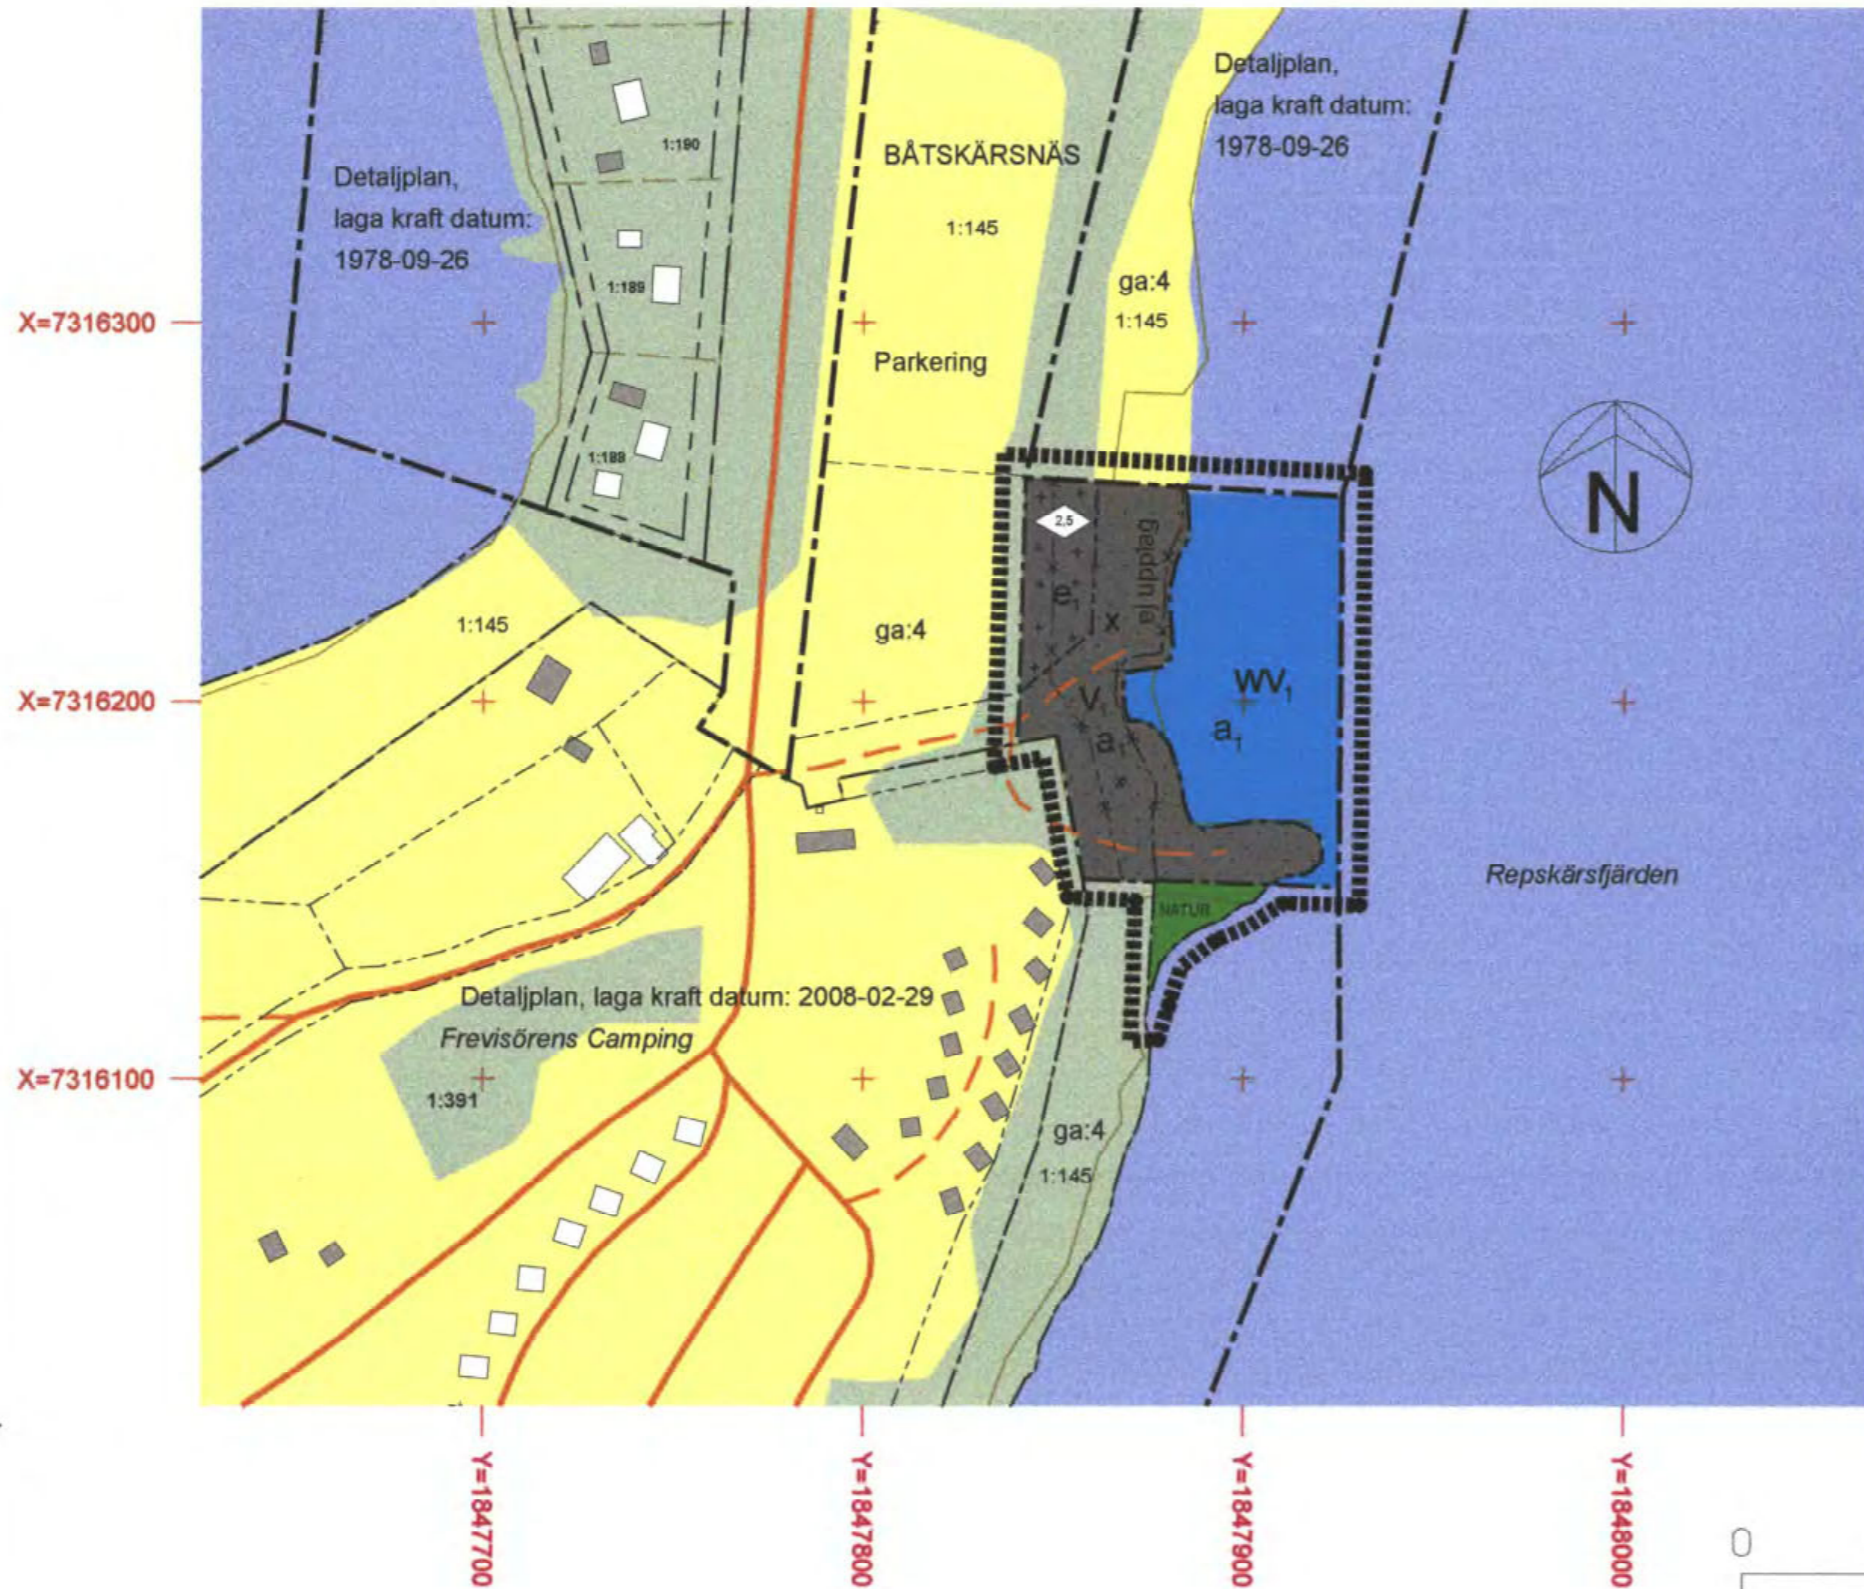 Detaljplan,
laga kraft datum:
1978-09-26
1:190
BÅTSKÄRSNÄS
1:145
Detaljplan,
laga kraft datum:
1978-09-26
1:189
ga:4
1:145
X=7316300
Parkering
N
1:188
2,5
ej upplag
e1
x
1:145
ga:4
X=7316200
V1
a1
WV1
a1
Repskärsfjärden
NATUR
Detaljplan, laga kraft datum: 2008-02-29
Frevisörens Camping
X=7316100
1:391
ga:4
1:145
Y=1847700
Y=1847800
Y=1847900
Y=1848000
0